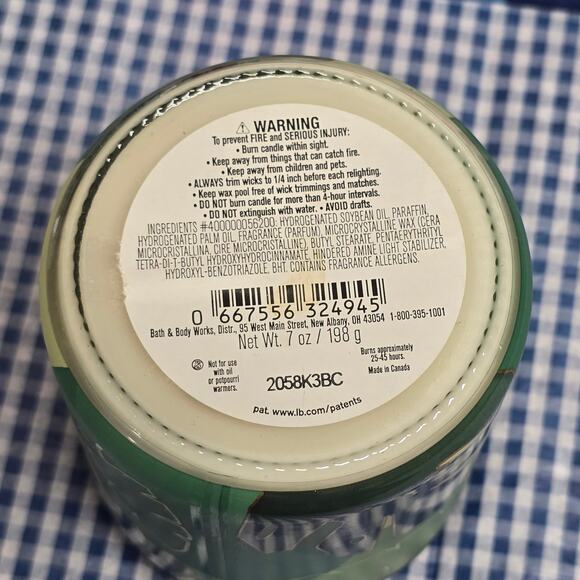 ⚠ WARNING
To prevent FIRE and SERIOUS INJURY:
• Burn candle within sight.
• Keep away from things that can catch fire.
• Keep away from children and pets.
• ALWAYS trim wicks to 1/4 inch before each relighting.
• Keep wax pool free of wick trimmings and matches.
• DO NOT burn candle for more than 4-hour intervals.
• DO NOT extinguish with water. • AVOID drafts.
INGREDIENTS #400000056200: HYDROGENATED SOYBEAN OIL, PARAFFIN,
HYDROGENATED PALM OIL, FRAGRANCE (PARFUM), MICROCRYSTALLINE WAX (CERA
MICROCRISTALLINA, CIRE MICROCRISTALLINE), BUTYL STEARATE, PENTAERYTHRITYL
TETRA-DI-T-BUTYL HYDROXYHYDROCINNAMATE, HINDERED AMINE LIGHT STABILIZER,
HYDROXYL-BENZOTRIAZOLE, BHT. CONTAINS FRAGRANCE ALLERGENS.
0 667556 324945
Bath & Body Works, Distr., 95 West Main Street, New Albany, OH 43054 1-800-395-1001
Net Wt. 7 oz / 198 g
Not for use
with oil
or
potpourri
warmers.
Burns approximately
25-45 hours.
Made in Canada
2058K3BC
pat. www.lb.com/patents